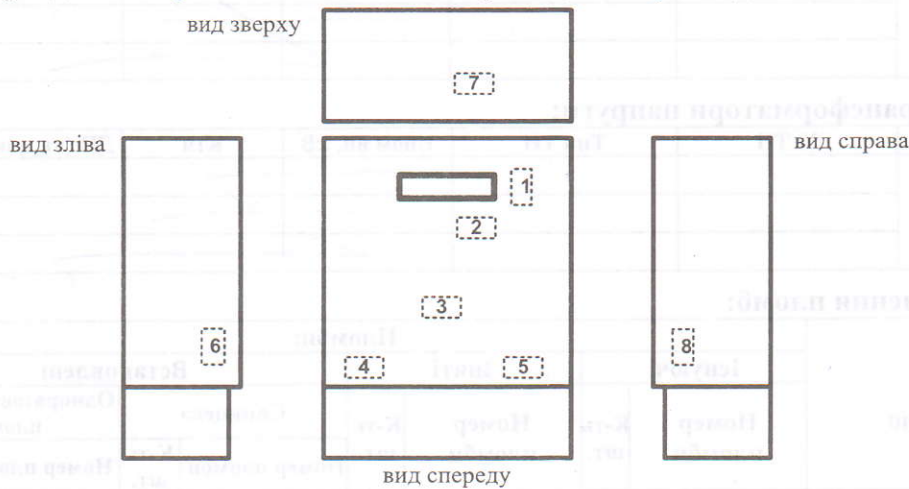 вид зверху
7
вид зліва
вид справа
1
2
3
6
8
4
5
вид спереду